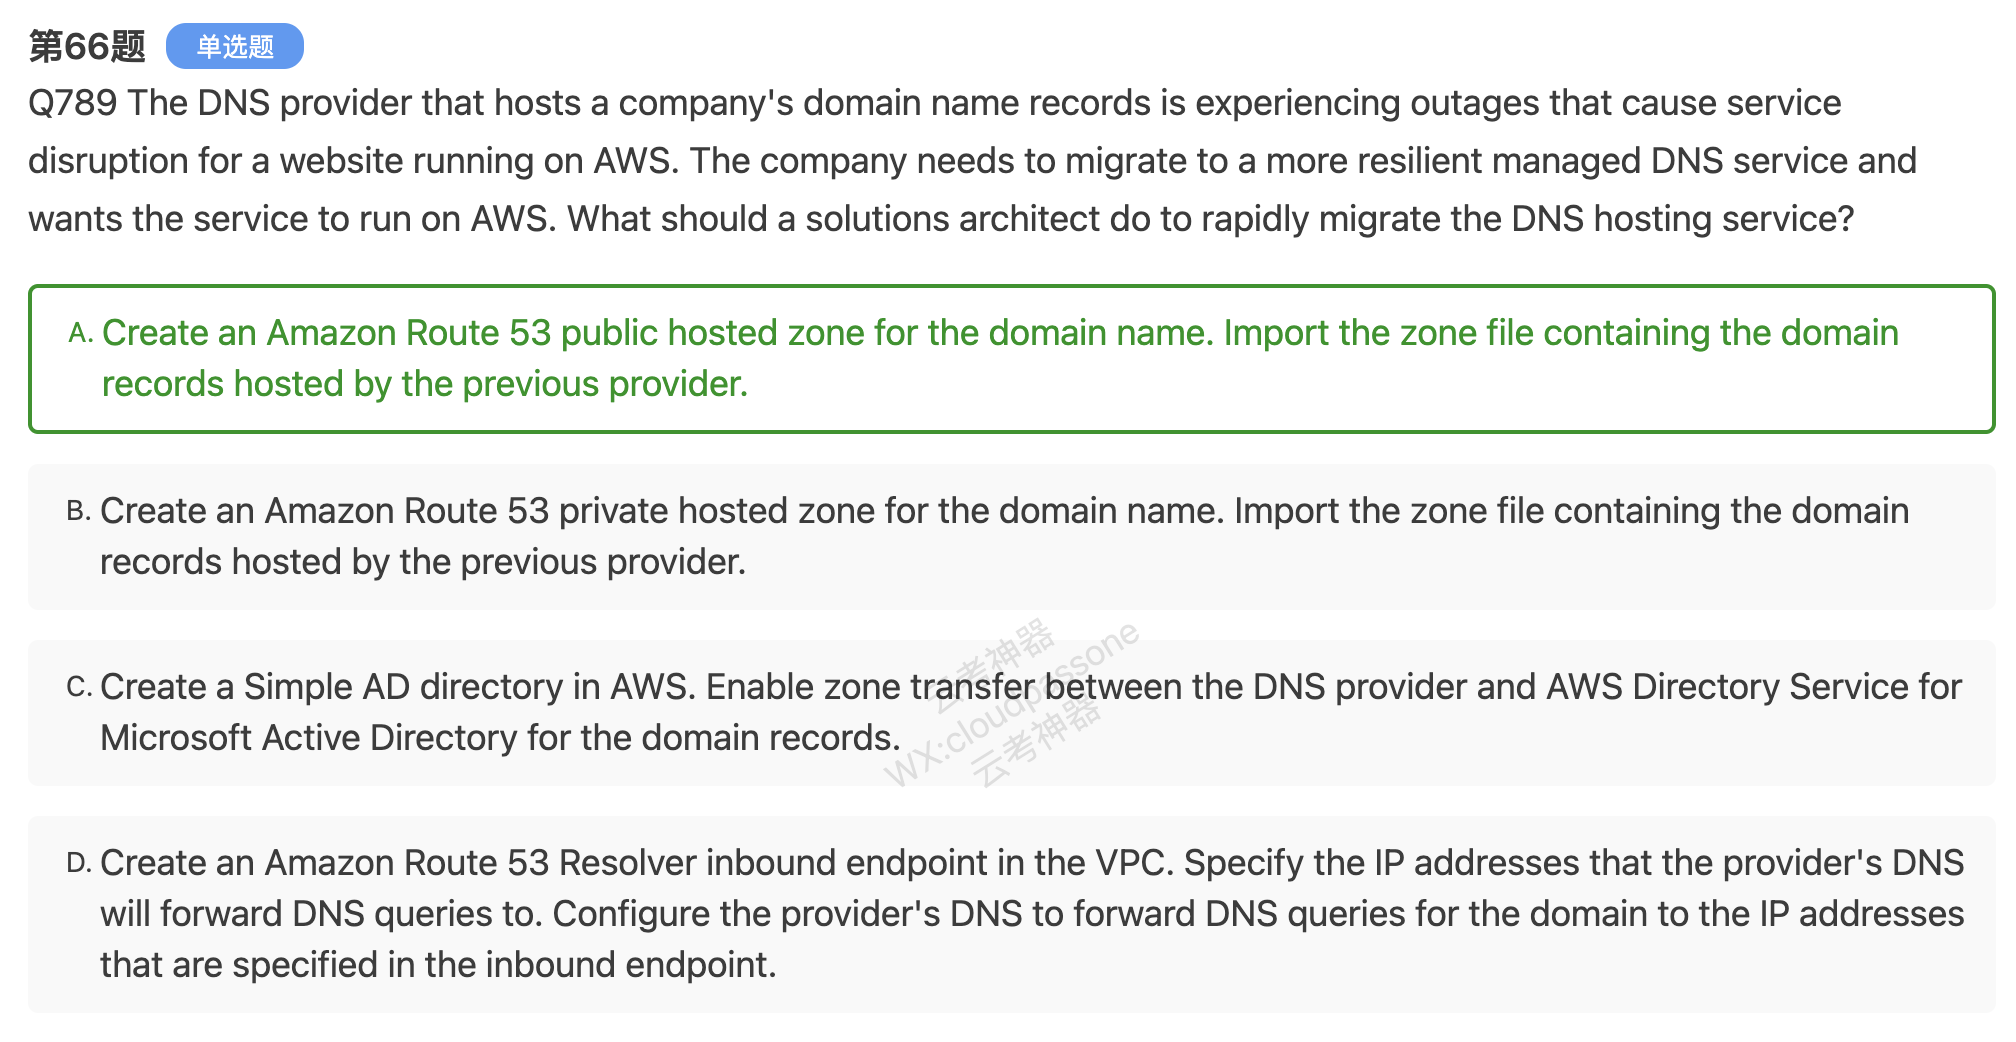 第66题 单选题
Q789 The DNS provider that hosts a company's domain name records is experiencing outages that cause service
disruption for a website running on AWS. The company needs to migrate to a more resilient managed DNS service and
wants the service to run on AWS. What should a solutions architect do to rapidly migrate the DNS hosting service?
A. Create an Amazon Route 53 public hosted zone for the domain name. Import the zone file containing the domain
records hosted by the previous provider.
B. Create an Amazon Route 53 private hosted zone for the domain name. Import the zone file containing the domain
records hosted by the previous provider.
C. Create a Simple AD directory in AWS. Enable zone transfer between the DNS provider and AWS Directory Service for
Microsoft Active Directory for the domain records.
云考神器
WX:cloudpassone
云考神器
D. Create an Amazon Route 53 Resolver inbound endpoint in the VPC. Specify the IP addresses that the provider's DNS
will forward DNS queries to. Configure the provider's DNS to forward DNS queries for the domain to the IP addresses
that are specified in the inbound endpoint.